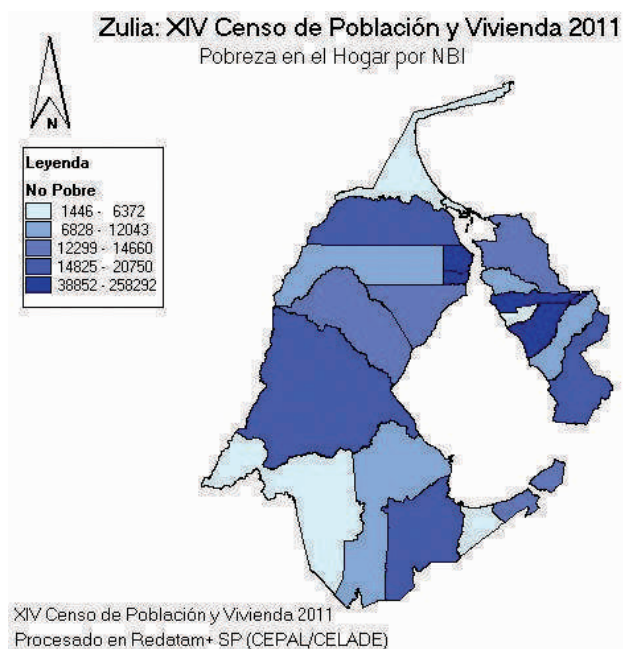 Zulia: XIV Censo de Población y Vivienda 2011
Pobreza en el Hogar por NBI
N
Leyenda
No Pobre
1446 - 6372
6828 - 12043
12299 - 14660
14825 - 20750
38852 - 258292
XIV Censo de Población y Vivienda 2011
Procesado en Redatam+ SP (CEPAL/CELADE)